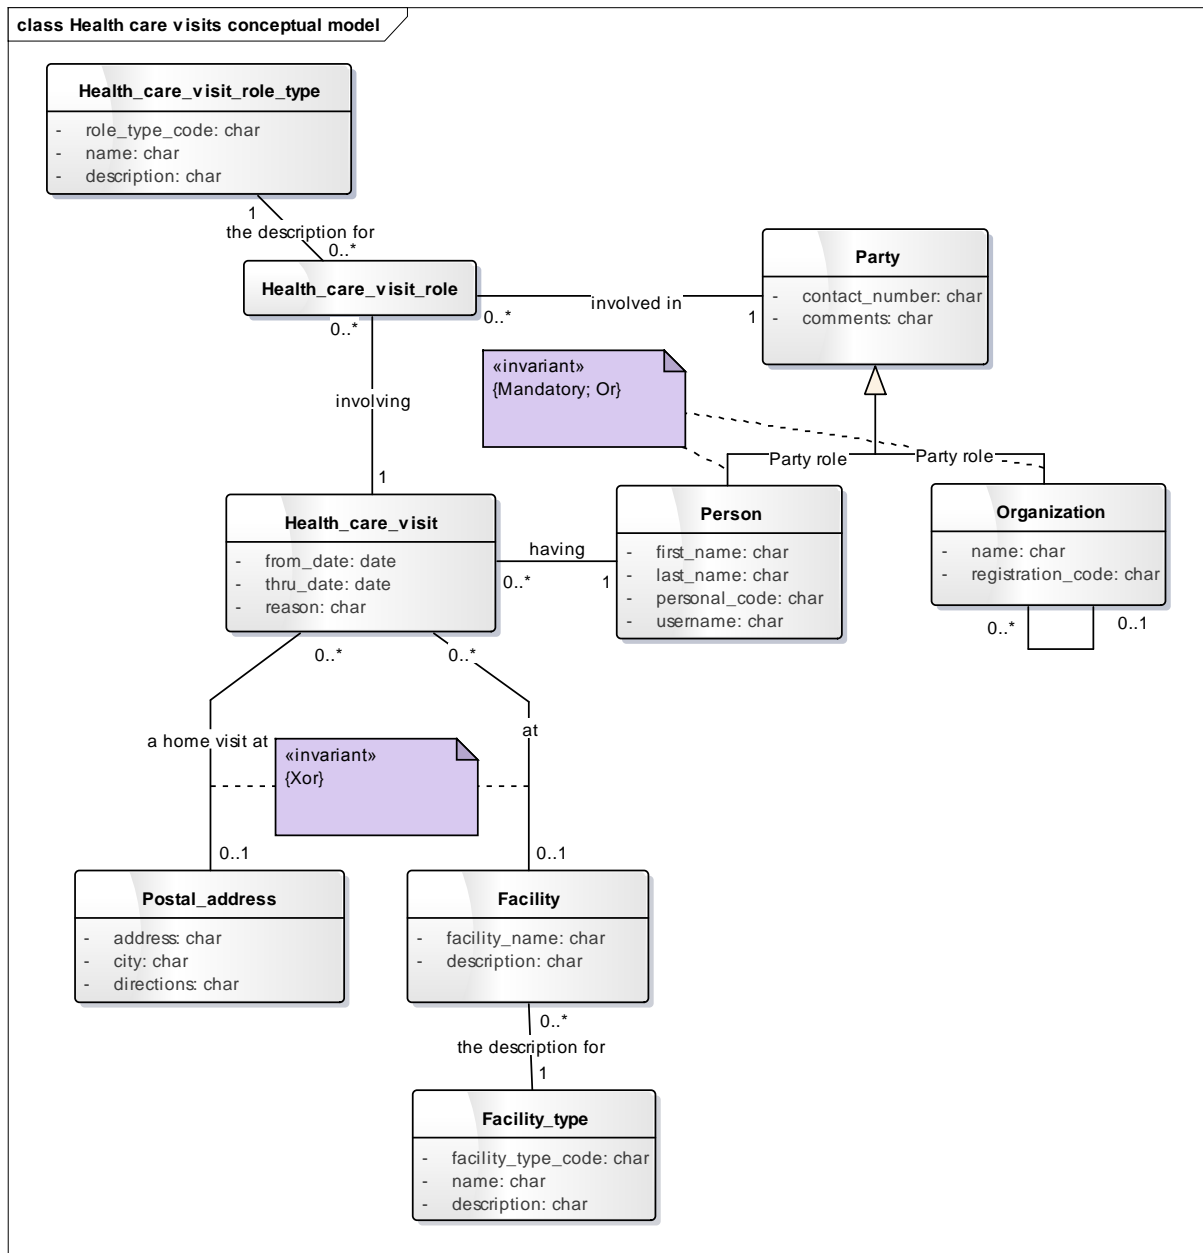 class Health care visits conceptual model
Health_care_visit_role_type
- role_type_code: char
- name: char
- description: char
1
the description for
0..*
Health_care_visit_role
0..*
involved in
1
Party
- contact_number: char
- comments: char
0..*
involving
1
«invariant»
{Mandatory; Or}
Party role
Party role
Health_care_visit
- from_date: date
- thru_date: date
- reason: char
having
0..*
1
Person
- first_name: char
- last_name: char
- personal_code: char
- username: char
Organization
- name: char
- registration_code: char
0..*
0..1
0..*
0..*
a home visit at
at
«invariant»
{Xor}
0..1
0..1
Postal_address
- address: char
- city: char
- directions: char
Facility
- facility_name: char
- description: char
0..*
the description for
1
Facility_type
- facility_type_code: char
- name: char
- description: char